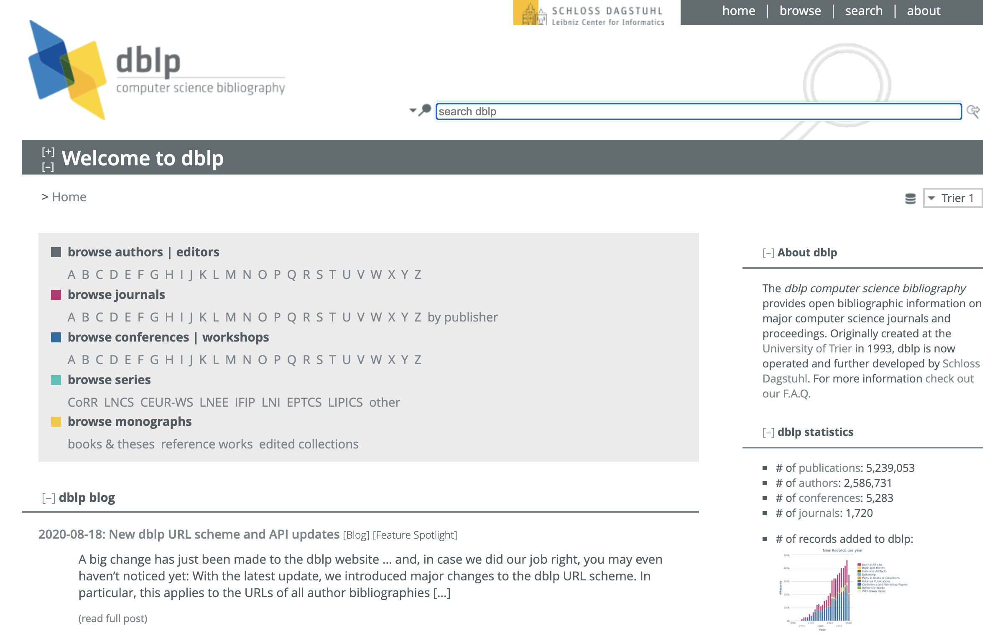 SCHLOSS DAGSTUHL
Leibniz Center for Informatics
home | browse | search | about
dblp
computer science bibliography
search dblp
[+]
[–]
Welcome to dblp
> Home
Trier 1
browse authors | editors
A B C D E F G H I J K L M N O P Q R S T U V W X Y Z
browse journals
A B C D E F G H I J K L M N O P Q R S T U V W X Y Z by publisher
browse conferences | workshops
A B C D E F G H I J K L M N O P Q R S T U V W X Y Z
browse series
CoRR LNCS CEUR-WS LNEE IFIP LNI EPTCS LIPICS other
browse monographs
books & theses reference works edited collections
[–] dblp blog
2020-08-18: New dblp URL scheme and API updates [Blog] [Feature Spotlight]
A big change has just been made to the dblp website ... and, in case we did our job right, you may even
haven’t noticed yet: With the latest update, we introduced major changes to the dblp URL scheme. In
particular, this applies to the URLs of all author bibliographies [...]
(read full post)
[–] About dblp
The dblp computer science bibliography
provides open bibliographic information on
major computer science journals and
proceedings. Originally created at the
University of Trier in 1993, dblp is now
operated and further developed by Schloss
Dagstuhl. For more information check out
our F.A.Q.
[–] dblp statistics
# of publications: 5,239,053
# of authors: 2,586,731
# of conferences: 5,283
# of journals: 1,720
# of records added to dblp:
New Records per year
500k
400k
300k
200k
100k
0k
#Records
1990 2000 2010 2020
1995 2005 2015
Year
Journal Articles
Book and Theses
Data and Artifacts
Editorship
Parts in Books or Collections
Informal Publications
Conference and Workshop Papers
Reference Works
Withdrawn Items